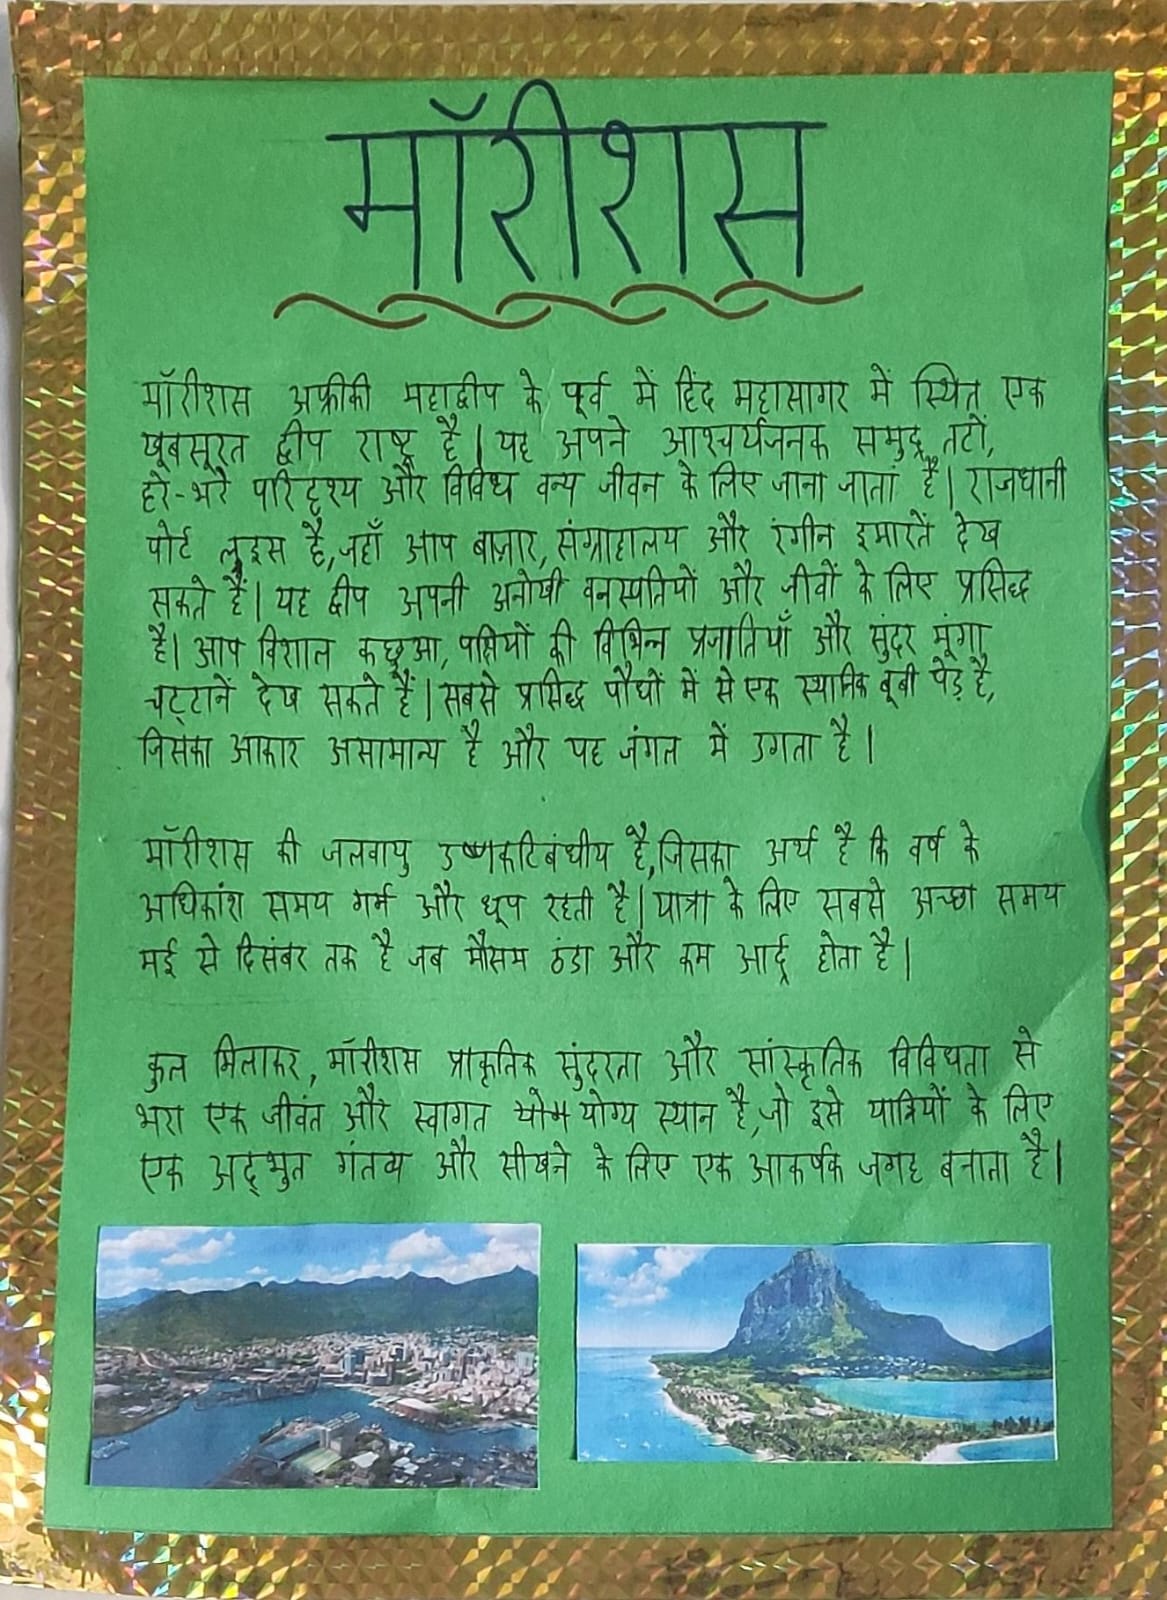 मॉरीशस
मॉरीशस अफ्रीकी महाद्वीप के पूर्व में हिंद महासागर में स्थित एक
खूबसूरत द्वीप राष्ट्र है। यह अपने आश्चर्यजनक समुद्र तटों,
हरे-भरे परिदृश्य और विविध वन्य जीवन के लिए जाना जाता है। राजधानी
पोर्ट लुइस है, जहाँ आप बाज़ार, संग्राहालय और रंगीन इमारतें देख
सकते हैं। यह द्वीप अपनी अनोखी वनस्पतियों और जीवों के लिए प्रसिद्ध
है। आप विशाल कछुआ, पक्षियों की विभिन्न प्रजातियाँ और सुंदर मूंगा
चट्टानें देख सकते हैं। सबसे प्रसिद्ध पौधों में से एक स्थानिक बूबी पेड़ है,
जिसका आकार असामान्य है और यह जंगल में उगता है।
मॉरीशस की जलवायु उष्णकटिबंधीय है, जिसका अर्थ है कि वर्ष के
अधिकांश समय गर्म और धूप रहती है। यात्रा के लिए सबसे अच्छा समय
मई से दिसंबर तक है जब मौसम ठंडा और कम आर्द्र होता है।
कुल मिलाकर, मॉरीशस प्राकृतिक सुंदरता और सांस्कृतिक विविधता से
भरा एक जीवंत और स्वागत योग्य स्थान है, जो इसे यात्रियों के लिए
एक अद्भुत गंतव्य और सीखने के लिए एक आकर्षक जगह बनाता है।